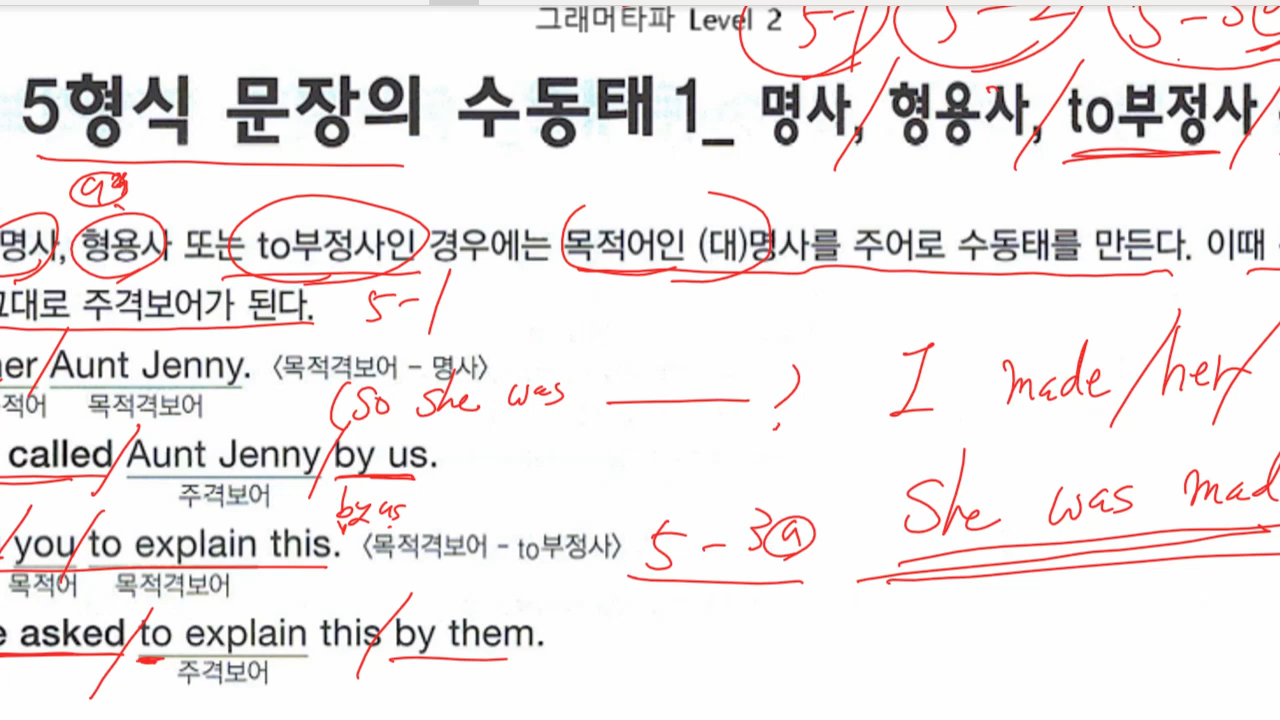 그래머타파 Level 2
5-1 5-2 5-3ⓐ
5형식 문장의 수동태1_ 명사, 형용사, to부정사
명사, 형용사 또는 to부정사인 경우에는 목적어인 (대)명사를 주어로 수동태를 만든다. 이때
그대로 주격보어가 된다. 5-1
her Aunt Jenny. 〈목적격보어 - 명사〉
적어 목적격보어
(So she was ?
I made her
called Aunt Jenny by us.
주격보어
by us
She was mad
you to explain this. 〈목적격보어 - to부정사〉 5-3ⓐ
목적어 목적격보어
e asked to explain this by them.
주격보어